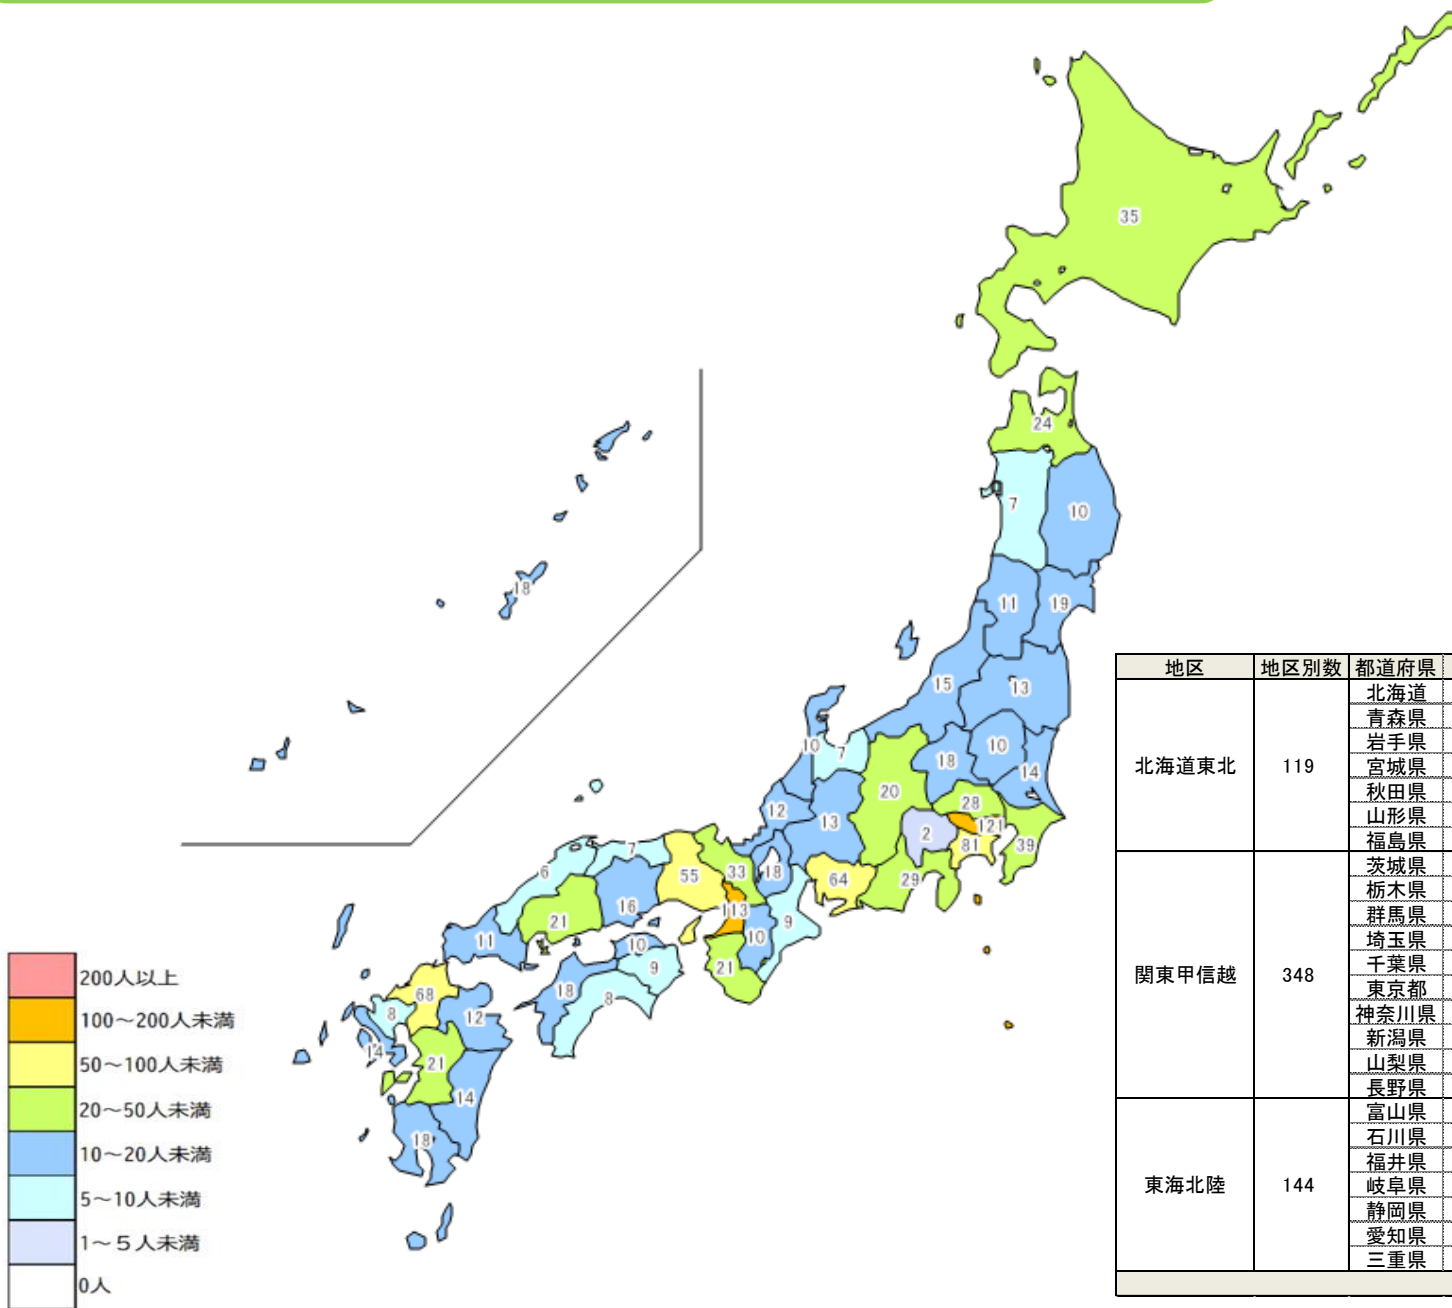 35
24
7
10
11
19
15
13
10
7
10
18
14
20
28
12
13
2
121
81
39
7
6
55
33
18
64
29
16
21
113
9
10
11
10
9
21
18
8
68
8
12
14
21
14
18
18
200人以上
100～200人未満
50～100人未満
20～50人未満
10～20人未満
5～10人未満
1～５人未満
0人
地区 地区別数 都道府県
北海道東北 119
北海道
青森県
岩手県
宮城県
秋田県
山形県
福島県
関東甲信越 348
茨城県
栃木県
群馬県
埼玉県
千葉県
東京都
神奈川県
新潟県
山梨県
長野県
東海北陸 144
富山県
石川県
福井県
岐阜県
静岡県
愛知県
三重県